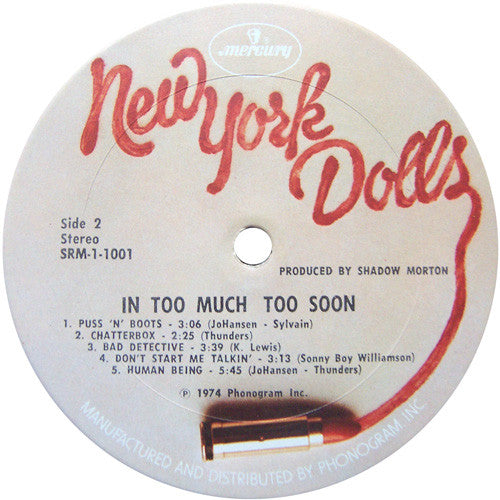 mercury
New York
Dolls
Side 2
Stereo
SRM-1-1001
PRODUCED BY SHADOW MORTON
IN TOO MUCH TOO SOON
1. PUSS 'N' BOOTS - 3:06 (JoHansen - Sylvain)
2. CHATTERBOX - 2:25 (Thunders)
3. BAD DETECTIVE - 3:39 (K. Lewis)
4. DON'T START ME TALKIN' - 3:13 (Sonny Boy Williamson)
5. HUMAN BEING - 5:45 (JoHansen - Thunders)
℗ 1974 Phonogram Inc.
MANUFACTURED AND DISTRIBUTED BY PHONOGRAM, INC.